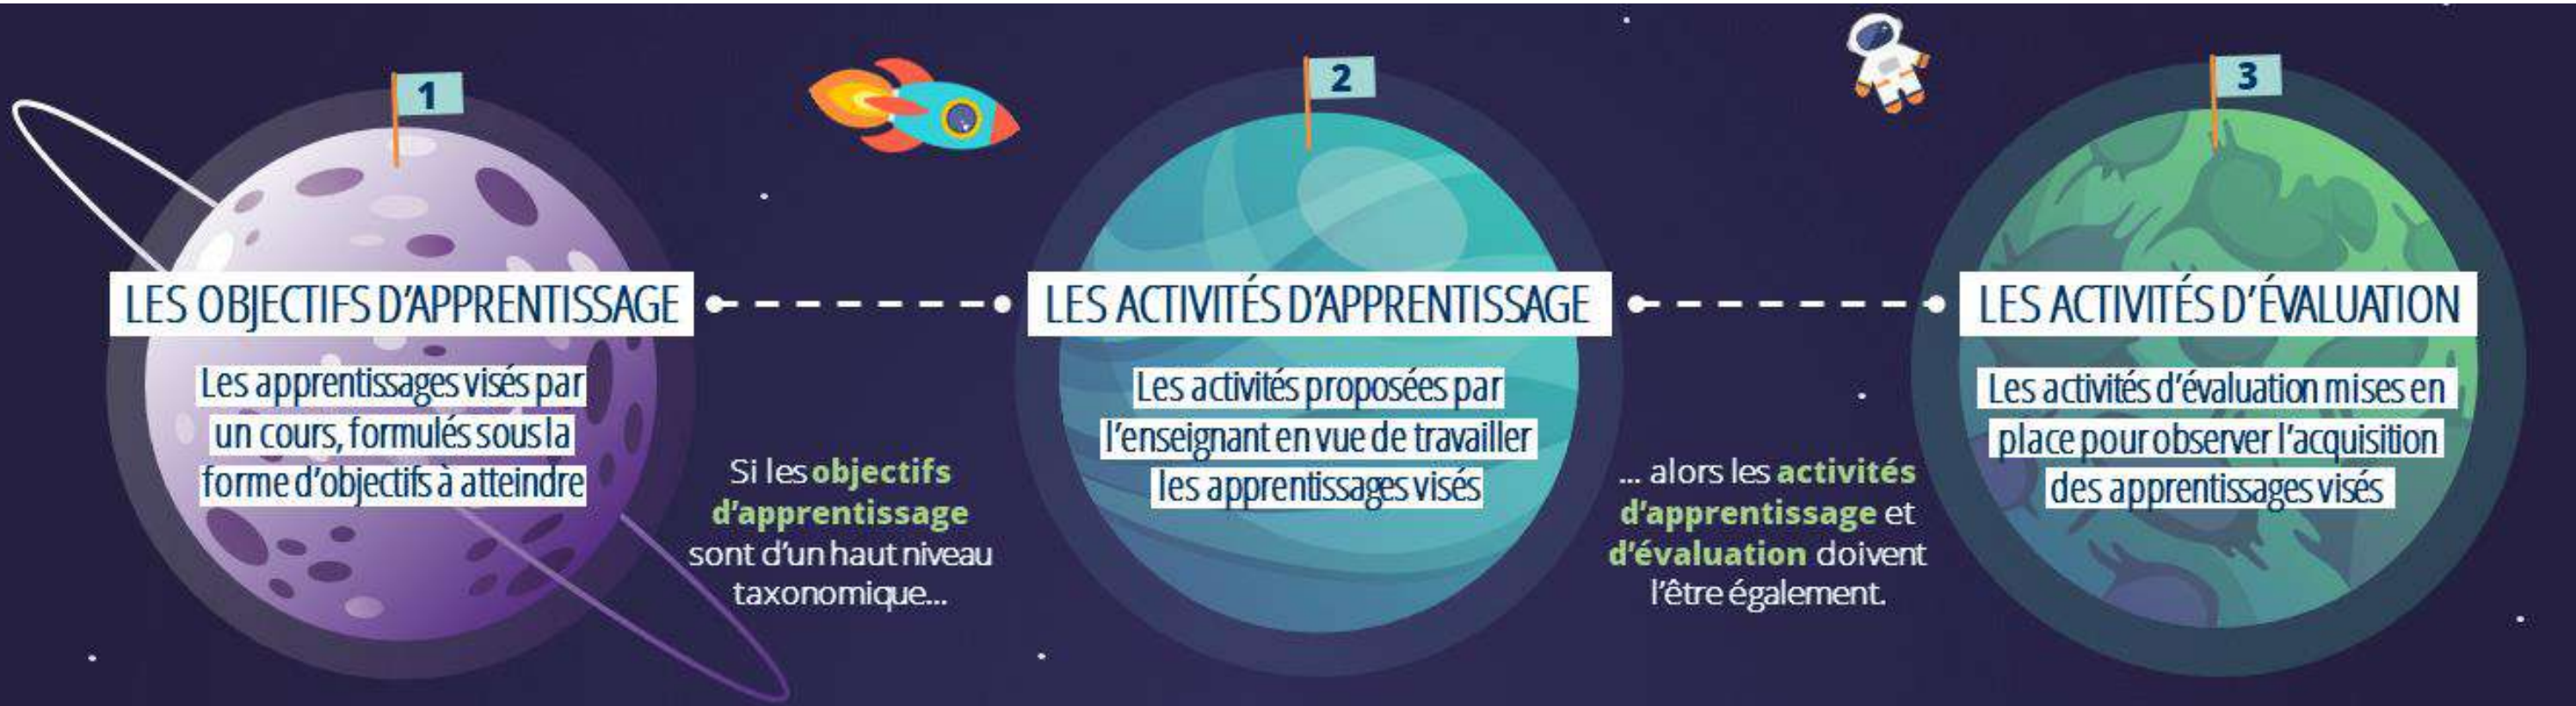 1
LES OBJECTIFS D'APPRENTISSAGE
Les apprentissages visés par
un cours, formulés sous la
forme d'objectifs à atteindre
Si les objectifs
d'apprentissage
sont d'un haut niveau
taxonomique...
2
LES ACTIVITÉS D'APPRENTISSAGE
Les activités proposées par
l'enseignant en vue de travailler
les apprentissages visés
... alors les activités
d'apprentissage et
d'évaluation doivent
l'être également.
3
LES ACTIVITÉS D'ÉVALUATION
Les activités d'évaluation mises en
place pour observer l'acquisition
des apprentissages visés